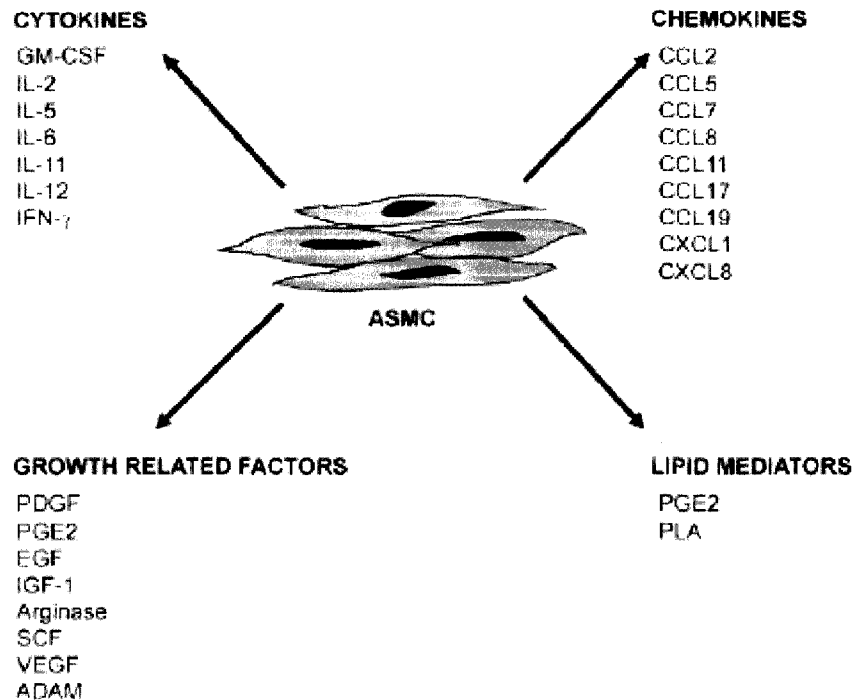 CYTOKINES
GM-CSF
IL-2
IL-5
IL-6
IL-11
IL-12
IFN-γ
CHEMOKINES
CCL2
CCL5
CCL7
CCL8
CCL11
CCL17
CCL19
CXCL1
CXCL8
ASMC
GROWTH RELATED FACTORS
PDGF
PGE2
EGF
IGF-1
Arginase
SCF
VEGF
ADAM
LIPID MEDIATORS
PGE2
PLA